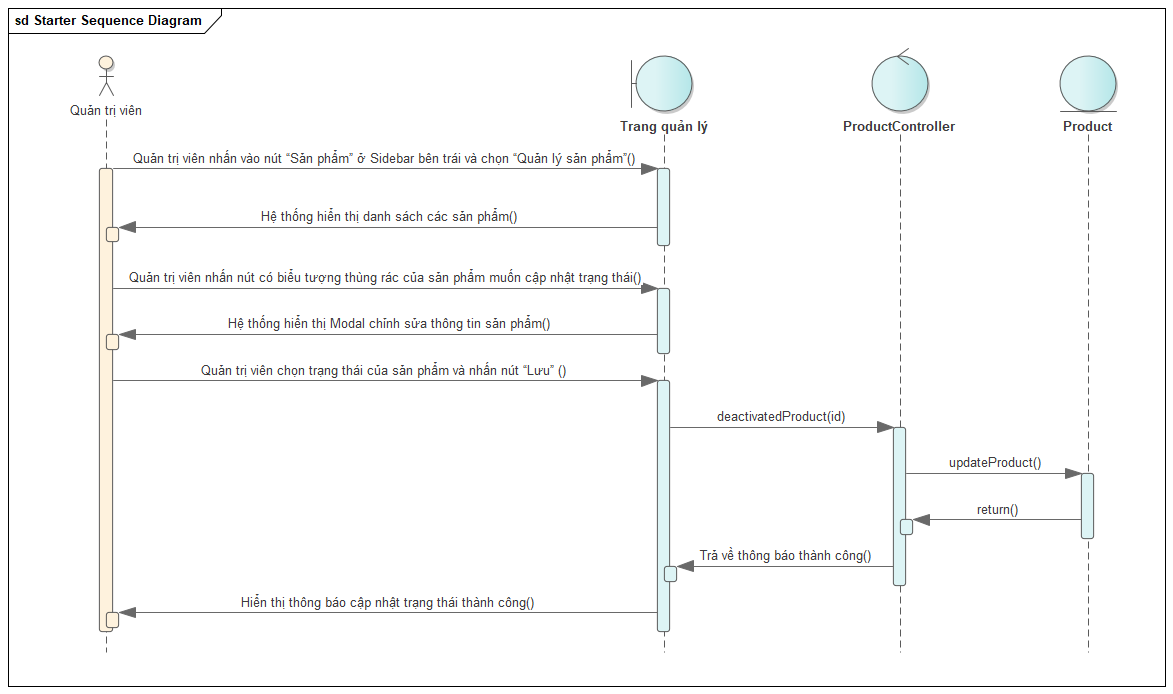 sd Starter Sequence Diagram
Quản trị viên
Trang quản lý
ProductController
Product
Quản trị viên nhấn vào nút “Sản phẩm” ở Sidebar bên trái và chọn “Quản lý sản phẩm”()
Hệ thống hiển thị danh sách các sản phẩm()
Quản trị viên nhấn nút có biểu tượng thùng rác của sản phẩm muốn cập nhật trạng thái()
Hệ thống hiển thị Modal chỉnh sửa thông tin sản phẩm()
Quản trị viên chọn trạng thái của sản phẩm và nhấn nút “Lưu” ()
deactivatedProduct(id)
updateProduct()
return()
Trả về thông báo thành công()
Hiển thị thông báo cập nhật trạng thái thành công()